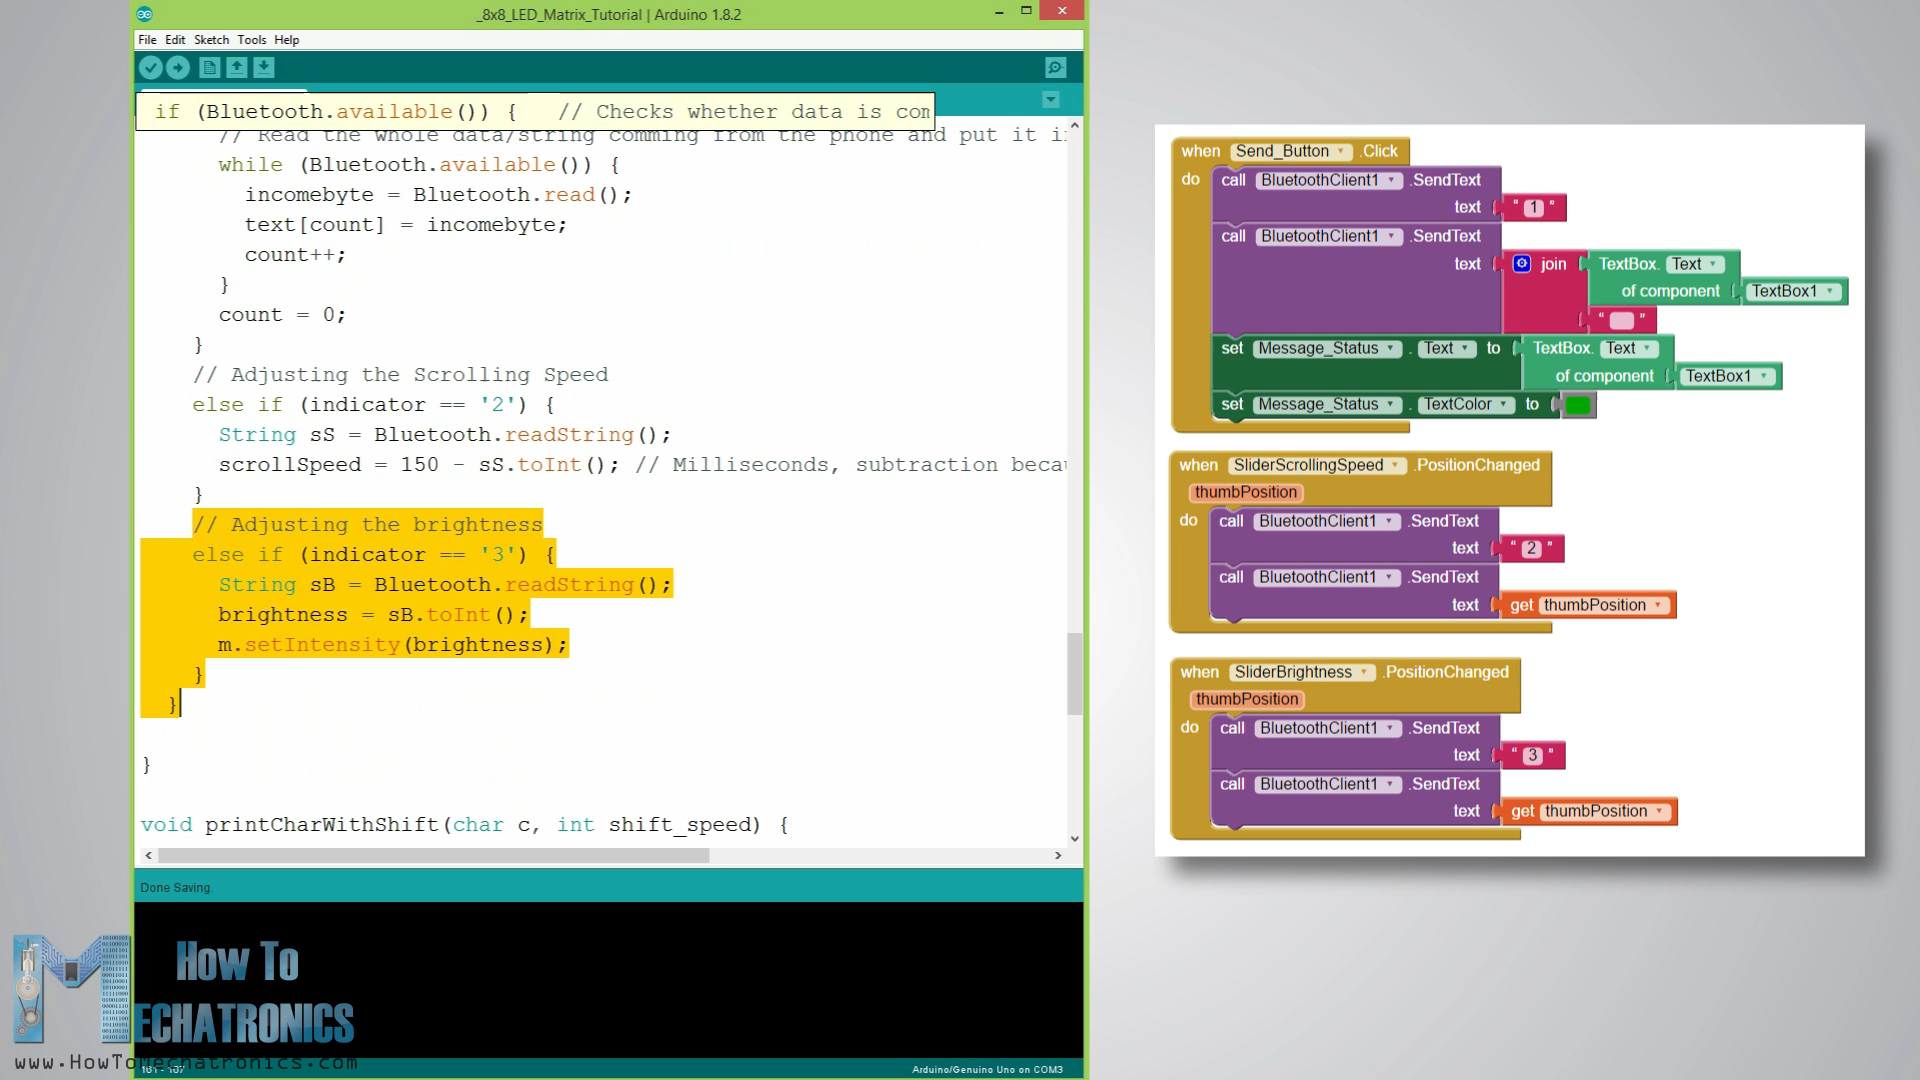 _8x8_LED_Matrix_Tutorial | Arduino 1.8.2
File Edit Sketch Tools Help
if (Bluetooth.available()) { // Checks whether data is com
// Read the whole data/string comming from the phone and put it i
while (Bluetooth.available()) {
incomebyte = Bluetooth.read();
text[count] = incomebyte;
count++;
}
count = 0;
}
// Adjusting the Scrolling Speed
else if (indicator == '2') {
String sS = Bluetooth.readString();
scrollSpeed = 150 - sS.toInt(); // Milliseconds, subtraction beca
}
// Adjusting the brightness
else if (indicator == '3') {
String sB = Bluetooth.readString();
brightness = sB.toInt();
m.setIntensity(brightness);
}
}
}
void printCharWithShift(char c, int shift_speed) {
Done Saving.
161 - 167
Arduino/Genuino Uno on COM3
How To
MECHATRONICS
www.HowToMechatronics.com
when Send_Button .Click
do call BluetoothClient1 .SendText
text " 1 "
call BluetoothClient1 .SendText
text join TextBox. Text
of component TextBox1
" "
set Message_Status . Text to TextBox. Text
of component TextBox1
set Message_Status . TextColor to
when SliderScrollingSpeed .PositionChanged
thumbPosition
do call BluetoothClient1 .SendText
text " 2 "
call BluetoothClient1 .SendText
text get thumbPosition
when SliderBrightness .PositionChanged
thumbPosition
do call BluetoothClient1 .SendText
text " 3 "
call BluetoothClient1 .SendText
text get thumbPosition